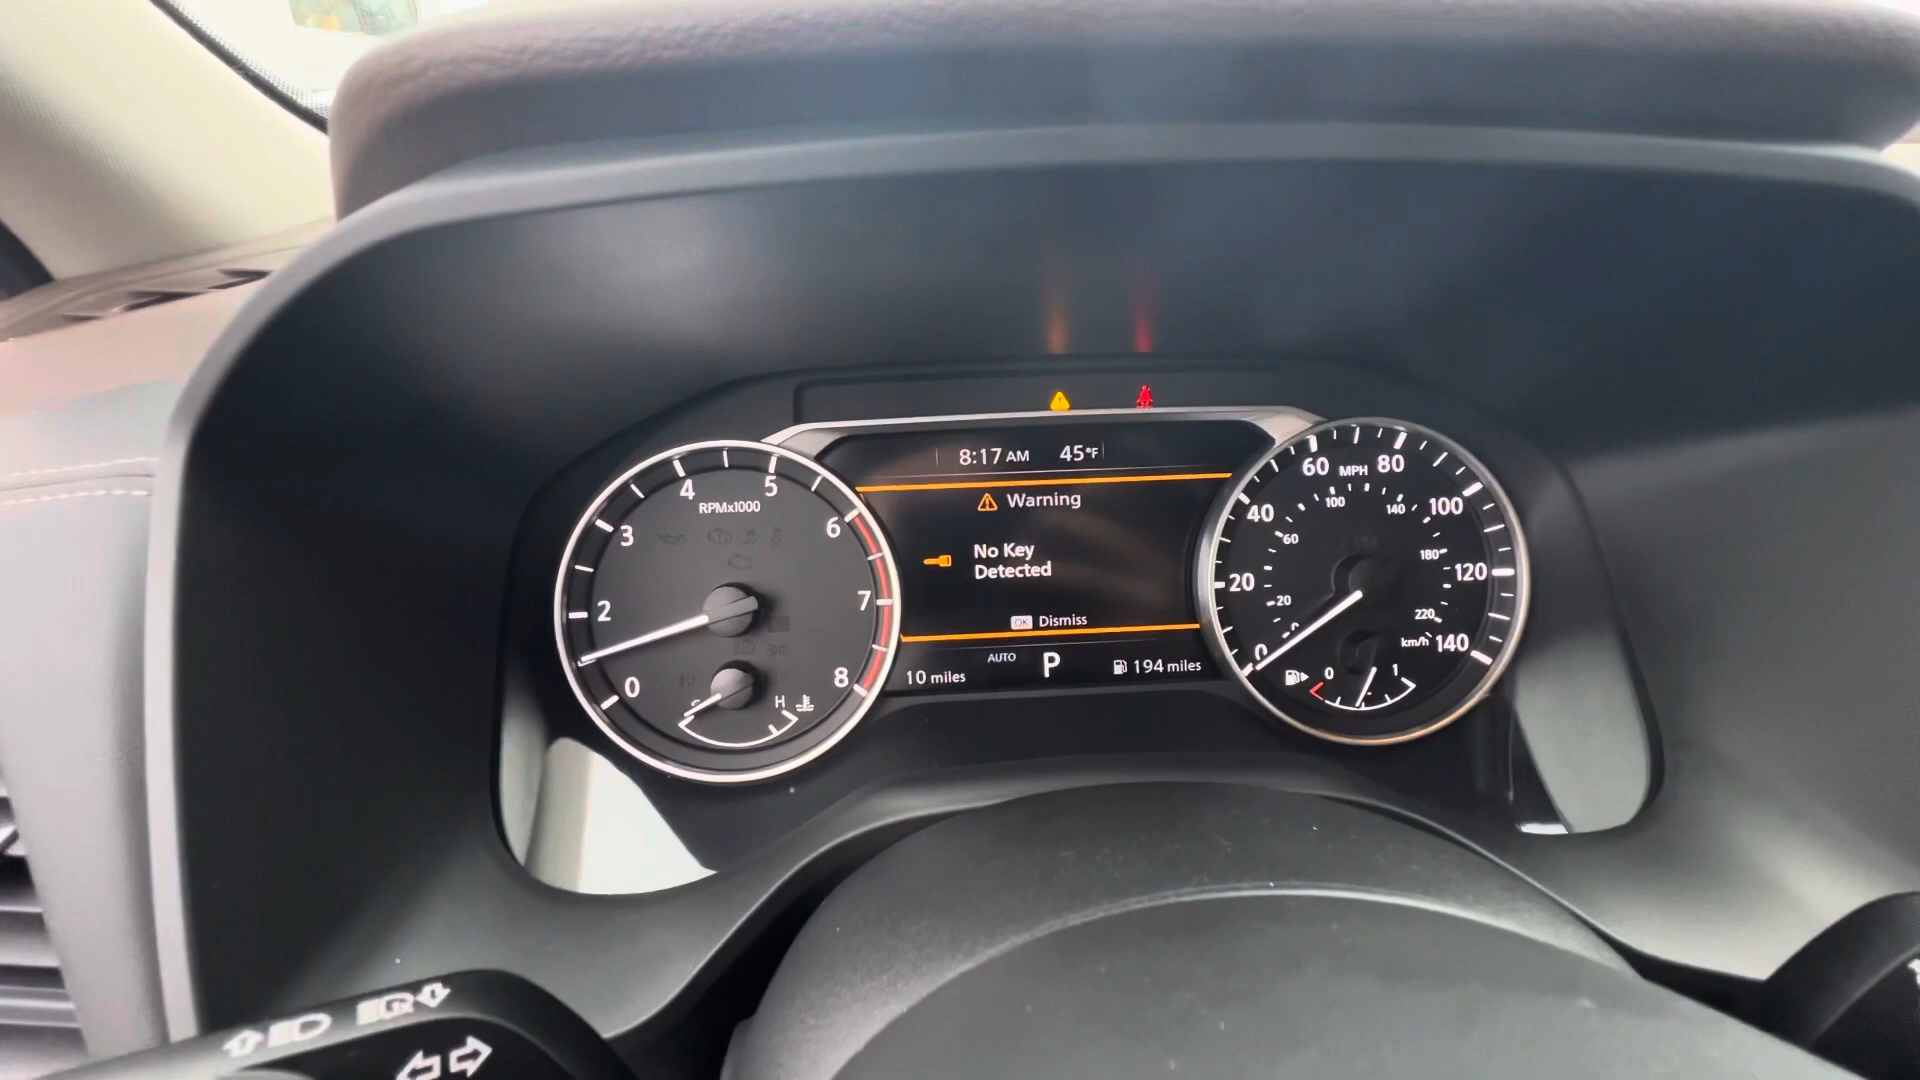 8:17 AM 45°F
Warning
No Key
Detected
OK Dismiss
AUTO P
10 miles
194 miles
RPMx1000
0
2
3
4
5
6
7
8
H
MPH
0
20
40
60
80
100
120
140
20
60
100
140
180
220
km/h
0
1